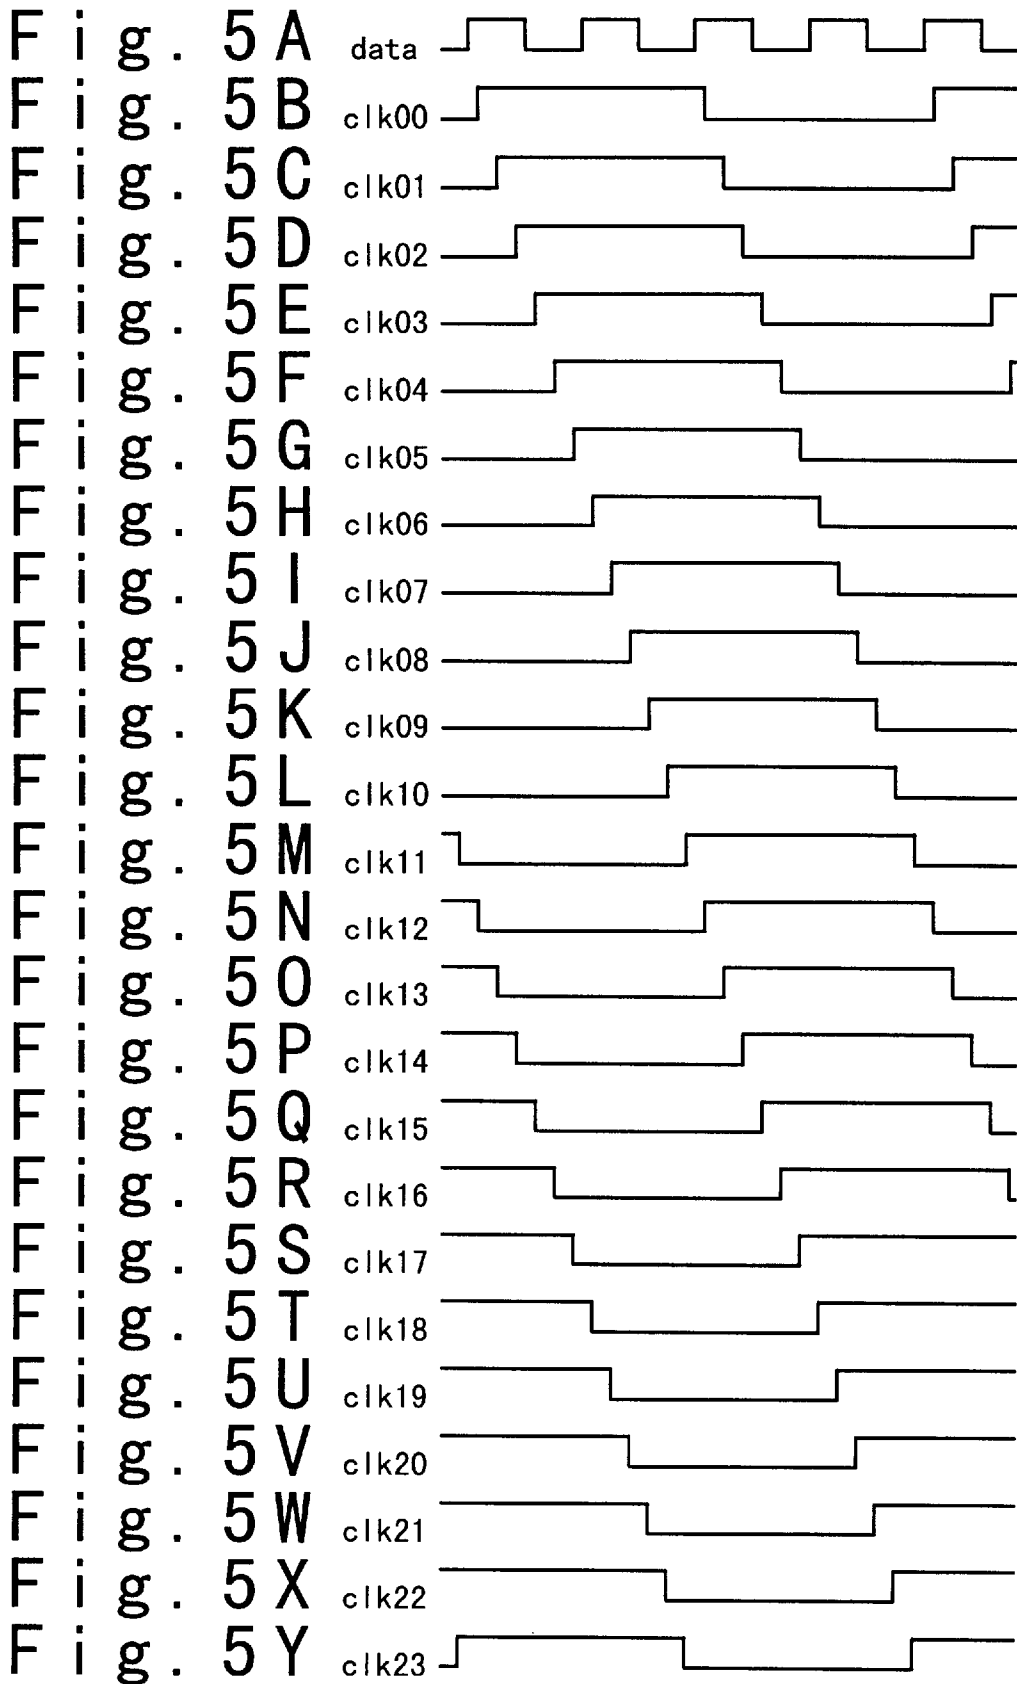 Fig. 5A data
Fig. 5B clk00
Fig. 5C clk01
Fig. 5D clk02
Fig. 5E clk03
Fig. 5F clk04
Fig. 5G clk05
Fig. 5H clk06
Fig. 5I clk07
Fig. 5J clk08
Fig. 5K clk09
Fig. 5L clk10
Fig. 5M clk11
Fig. 5N clk12
Fig. 5O clk13
Fig. 5P clk14
Fig. 5Q clk15
Fig. 5R clk16
Fig. 5S clk17
Fig. 5T clk18
Fig. 5U clk19
Fig. 5V clk20
Fig. 5W clk21
Fig. 5X clk22
Fig. 5Y clk23